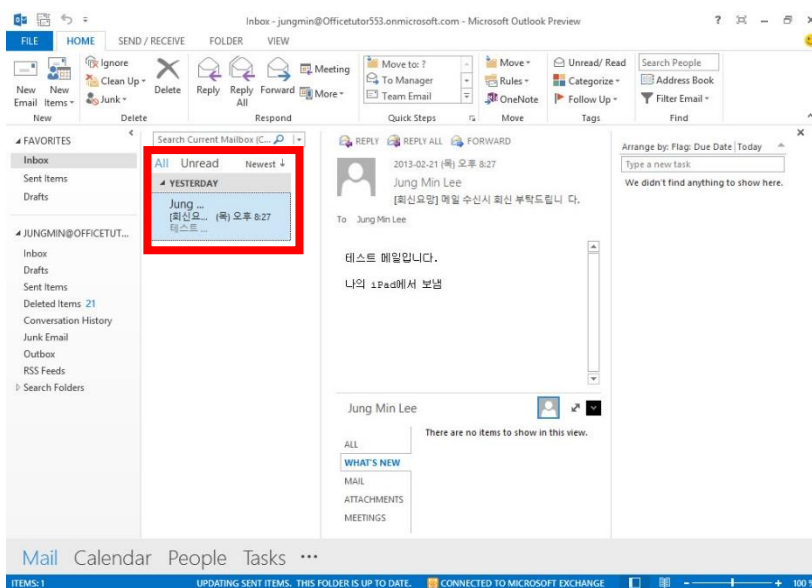 Inbox - jungmin@Officetutor553.onmicrosoft.com - Microsoft Outlook Preview
FILE HOME SEND / RECEIVE FOLDER VIEW
New Email
New Items
Ignore
Clean Up
Junk
Delete
Reply
Reply All
Forward
Meeting
More
Move to: ?
To Manager
Team Email
Move
Rules
OneNote
Unread/ Read
Categorize
Follow Up
Search People
Address Book
Filter Email
New Delete Respond Quick Steps Move Tags Find
FAVORITES
Inbox
Sent Items
Drafts
JUNGMIN@OFFICETUT...
Inbox
Drafts
Sent Items
Deleted Items 21
Conversation History
Junk Email
Outbox
RSS Feeds
Search Folders
Search Current Mailbox (C...
All Unread Newest ↓
YESTERDAY
Jung ...
[회신요... (목) 오후 8:27
테스트 ...
REPLY REPLY ALL FORWARD
2013-02-21 (목) 오후 8:27
Jung Min Lee
[회신요망] 메일 수신시 회신 부탁드립니 다.
To Jung Min Lee
테스트 메일입니다.
나의 iPad에서 보냄
Jung Min Lee
There are no items to show in this view.
ALL
WHAT'S NEW
MAIL
ATTACHMENTS
MEETINGS
Arrange by: Flag: Due Date Today
Type a new task
We didn't find anything to show here.
Mail Calendar People Tasks ···
ITEMS: 1 UPDATING SENT ITEMS. THIS FOLDER IS UP TO DATE. CONNECTED TO MICROSOFT EXCHANGE 100 %